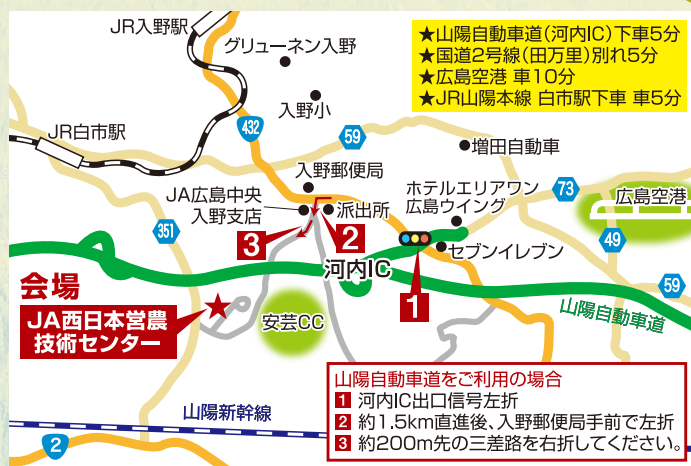 JR入野駅
グリューネン入野
入野小
★山陽自動車道(河内IC)下車5分
★国道2号線(田万里)別れ5分
★広島空港 車10分
★JR山陽本線 白市駅下車 車5分
JR白市駅
432
59
増田自動車
入野郵便局
JA広島中央
入野支店
派出所
ホテルエリアワン
広島ウイング
73
広島空港
351
3
2
セブンイレブン
49
河内IC
1
59
会場
JA西日本営農
技術センター
安芸CC
山陽自動車道
山陽新幹線
2
山陽自動車道をご利用の場合
1 河内IC出口信号左折
2 約1.5km直進後、入野郵便局手前で左折
3 約200m先の三差路を右折してください。